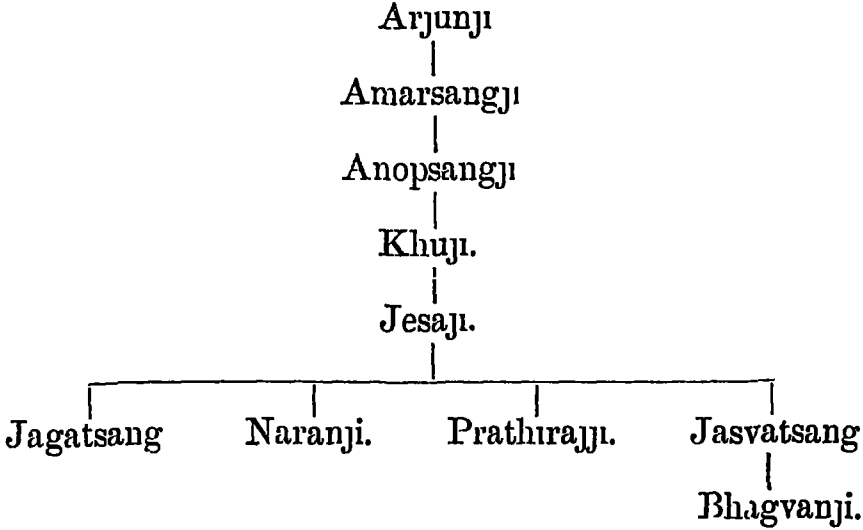 Arjunji
Amarsangji
Anopsangji
Khuji.
Jesaji.
Jagatsang Naranji. Prathirajji. Jasvatsang
Bhagvanji.